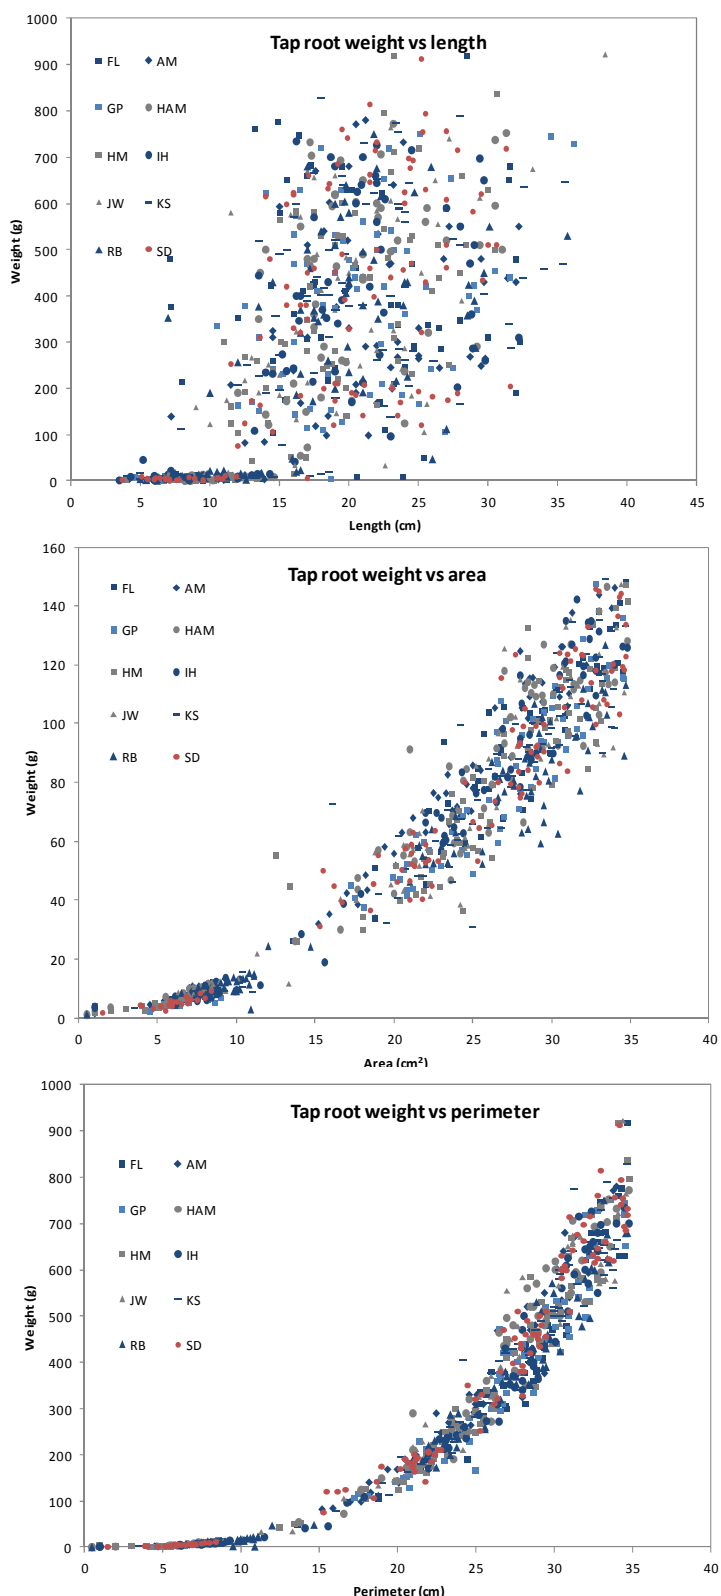 Tap root weight vs length
1000
900
800
700
600
500
400
300
200
100
0
FL AM
GP HAM
HM IH
JW KS
RB SD
Weight (g)
0 5 10 15 20 25 30 35 40 45
Length (cm)
Tap root weight vs area
160
140
120
100
80
60
40
20
0
FL AM
GP HAM
HM IH
JW KS
RB SD
Weight (g)
0 5 10 15 20 25 30 35 40
Area (cm²)
Tap root weight vs perimeter
1000
900
800
700
600
500
400
300
200
100
0
FL AM
GP HAM
HM IH
JW KS
RB SD
Weight (g)
0 5 10 15 20 25 30 35 40
Perimeter (cm)